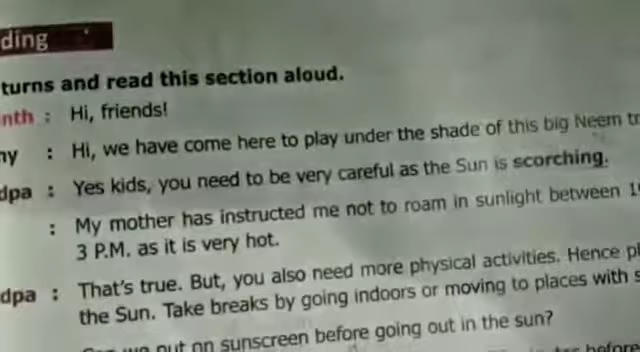 ding
turns and read this section aloud.
nth : Hi, friends!
ny : Hi, we have come here to play under the shade of this big Neem tr
dpa : Yes kids, you need to be very careful as the Sun is scorching.
: My mother has instructed me not to roam in sunlight between 1
3 P.M. as it is very hot.
dpa : That's true. But, you also need more physical activities. Hence pl
the Sun. Take breaks by going indoors or moving to places with s
put on sunscreen before going out in the sun?
before